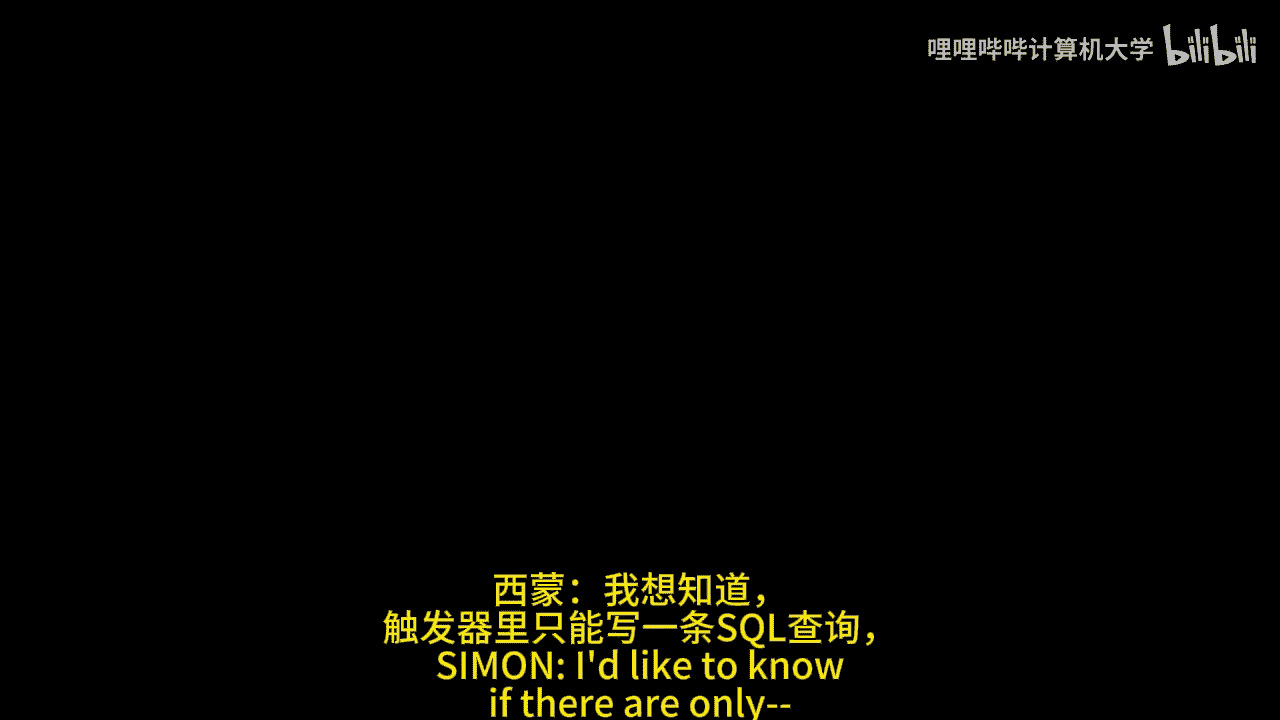 哩哩哔哔计算机大学 bilibili
西蒙：我想知道，
触发器里只能写一条SQL查询，
SIMON: I'd like to know
if there are only--